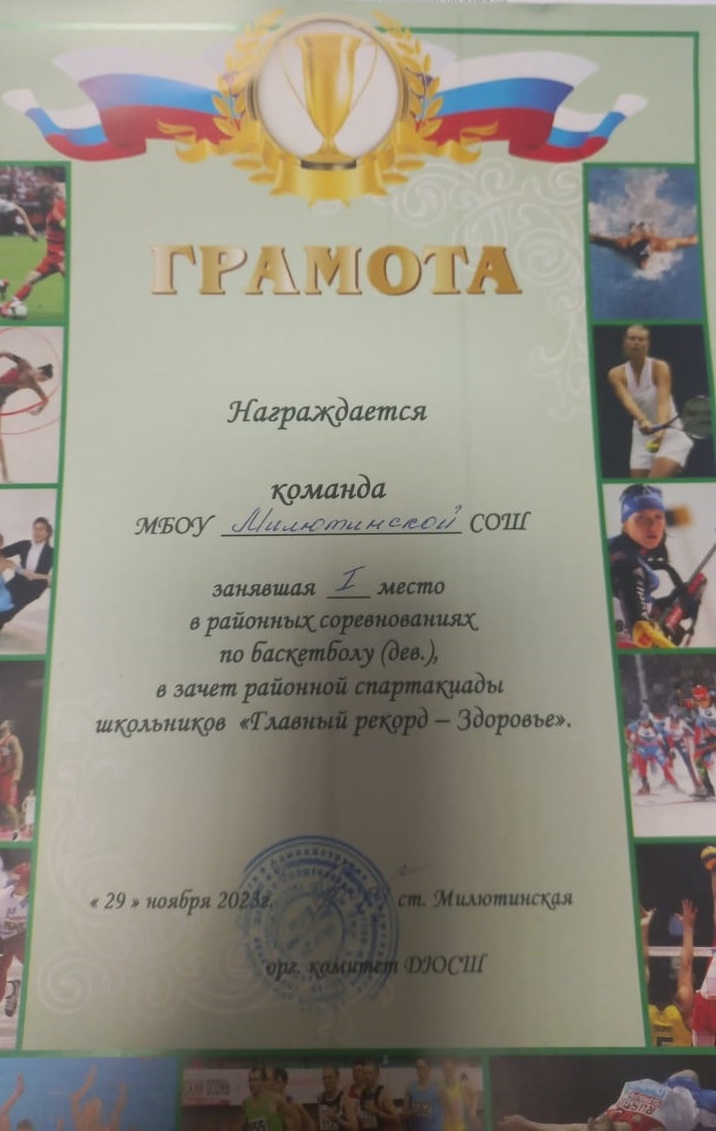 ГРАМОТА
Награждается
команда
МБОУ Милютинской СОШ
занявшая I место
в районных соревнованиях
по баскетболу (дев.),
в зачет районной спартакиады
школьников «Главный рекорд – Здоровье».
« 29 » ноября 2023г. ст. Милютинская
орг. комитет ДЮСШ